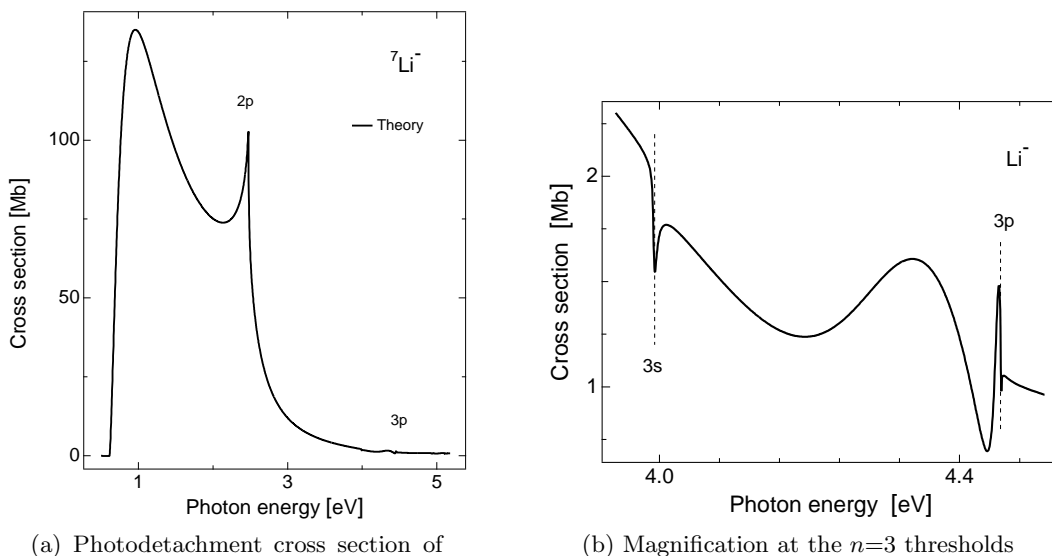 ⁷Li⁻
2p
Theory
3p
100
50
0
1
3
5
Cross section [Mb]
Photon energy [eV]
(a) Photodetachment cross section of
Li⁻
3p
3s
2
1
4.0
4.4
Cross section [Mb]
Photon energy [eV]
(b) Magnification at the n=3 thresholds